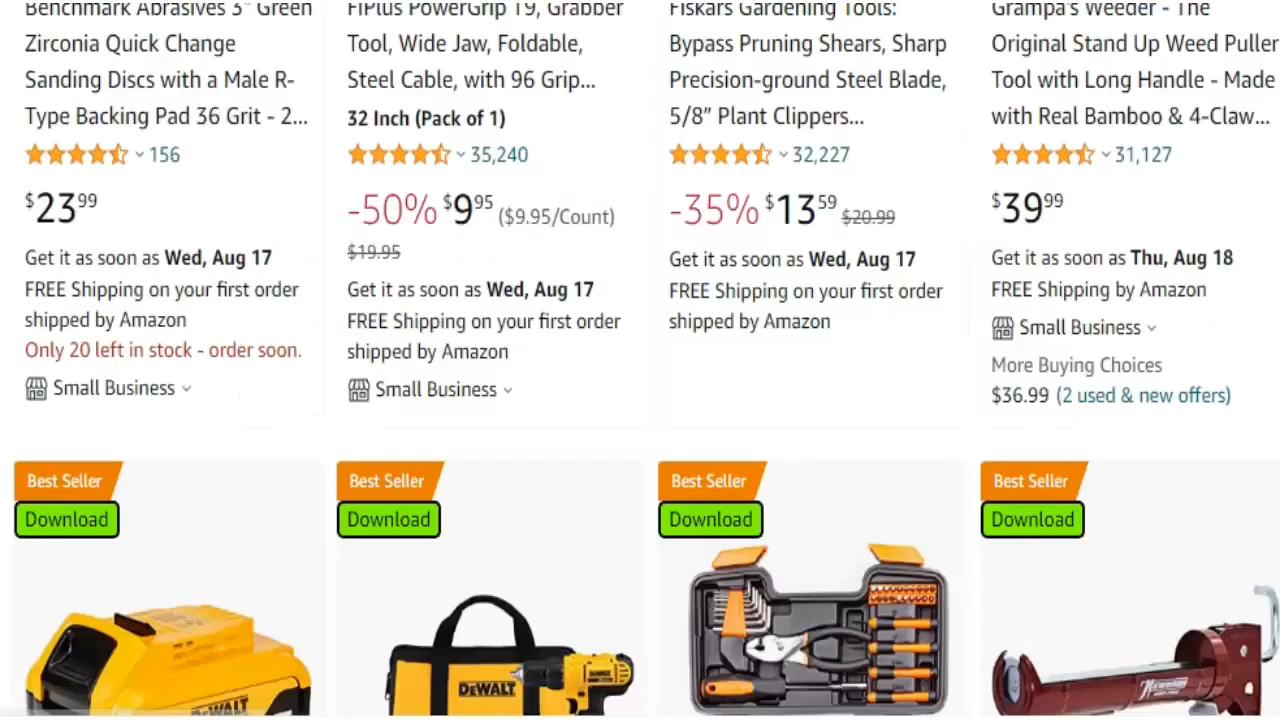 Benchmark Abrasives 3" Green
Zirconia Quick Change
Sanding Discs with a Male R-
Type Backing Pad 36 Grit - 2...
156
$23.99
Get it as soon as Wed, Aug 17
FREE Shipping on your first order
shipped by Amazon
Only 20 left in stock - order soon.
Small Business
FiPlus PowerGrip 19, Grabber
Tool, Wide Jaw, Foldable,
Steel Cable, with 96 Grip...
32 Inch (Pack of 1)
35,240
-50% $9.95 ($9.95/Count)
$19.95
Get it as soon as Wed, Aug 17
FREE Shipping on your first order
shipped by Amazon
Small Business
Fiskars Gardening Tools:
Bypass Pruning Shears, Sharp
Precision-ground Steel Blade,
5/8” Plant Clippers...
32,227
-35% $13.59 $20.99
Get it as soon as Wed, Aug 17
FREE Shipping on your first order
shipped by Amazon
Grampa's Weeder - The
Original Stand Up Weed Puller
Tool with Long Handle - Made
with Real Bamboo & 4-Claw...
31,127
$39.99
Get it as soon as Thu, Aug 18
FREE Shipping by Amazon
Small Business
More Buying Choices
$36.99 (2 used & new offers)
Best Seller
Download
DEWALT
Best Seller
Download
DEWALT
Best Seller
Download
Best Seller
Download
Newborn